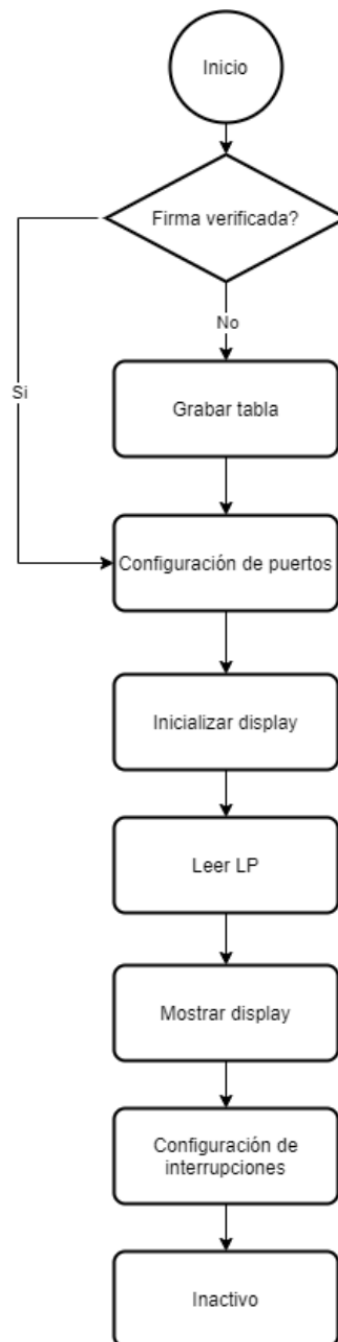 Inicio
Firma verificada?
No
Si
Grabar tabla
Configuración de puertos
Inicializar display
Leer LP
Mostrar display
Configuración de
interrupciones
Inactivo